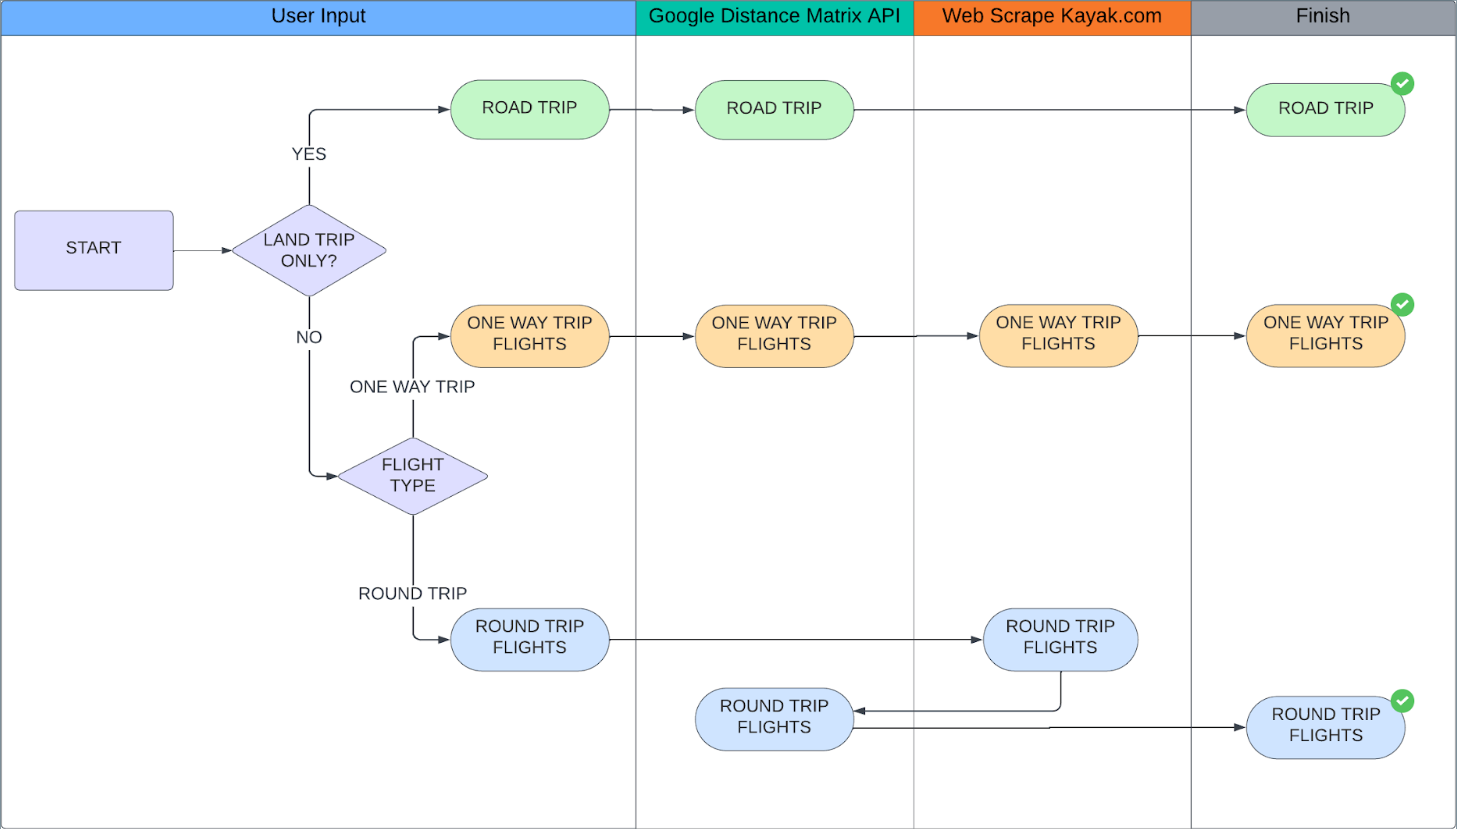 User Input
Google Distance Matrix API
Web Scrape Kayak.com
Finish
ROAD TRIP
ROAD TRIP
ROAD TRIP
YES
START
LAND TRIP
ONLY?
NO
ONE WAY TRIP
FLIGHTS
ONE WAY TRIP
FLIGHTS
ONE WAY TRIP
FLIGHTS
ONE WAY TRIP
FLIGHTS
ONE WAY TRIP
FLIGHT
TYPE
ROUND TRIP
ROUND TRIP
FLIGHTS
ROUND TRIP
FLIGHTS
ROUND TRIP
FLIGHTS
ROUND TRIP
FLIGHTS